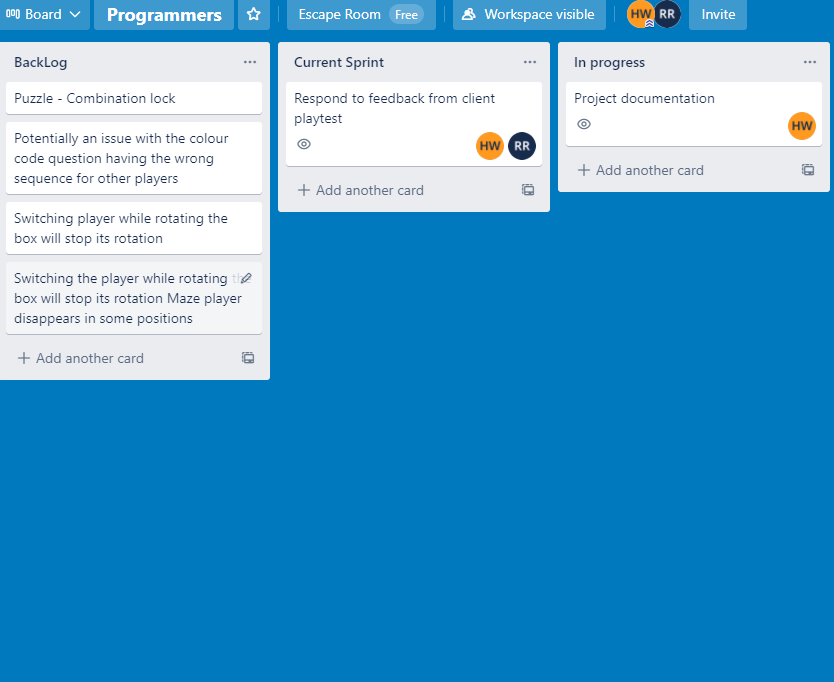 Board
Programmers
Escape Room Free
Workspace visible
HW RR
Invite
BackLog
Puzzle - Combination lock
Potentially an issue with the colour
code question having the wrong
sequence for other players
Switching player while rotating the
box will stop its rotation
Switching the player while rotating the
box will stop its rotation Maze player
disappears in some positions
Add another card
Current Sprint
Respond to feedback from client
playtest
HW RR
Add another card
In progress
Project documentation
HW
Add another card